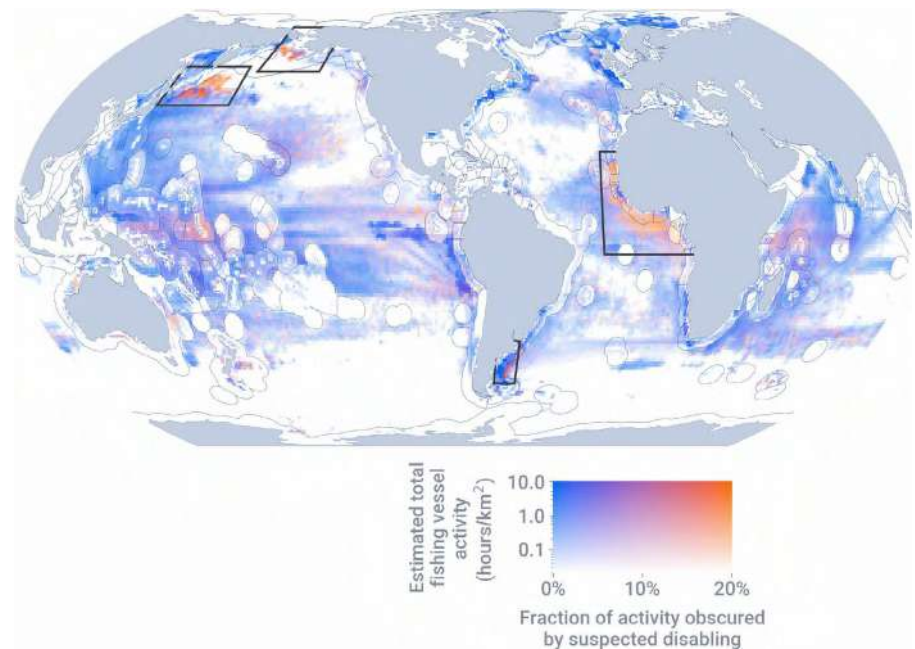 Estimated total
fishing vessel
activity
(hours/km²)
10.0
1.0
0.1
0%
10%
20%
Fraction of activity obscured
by suspected disabling